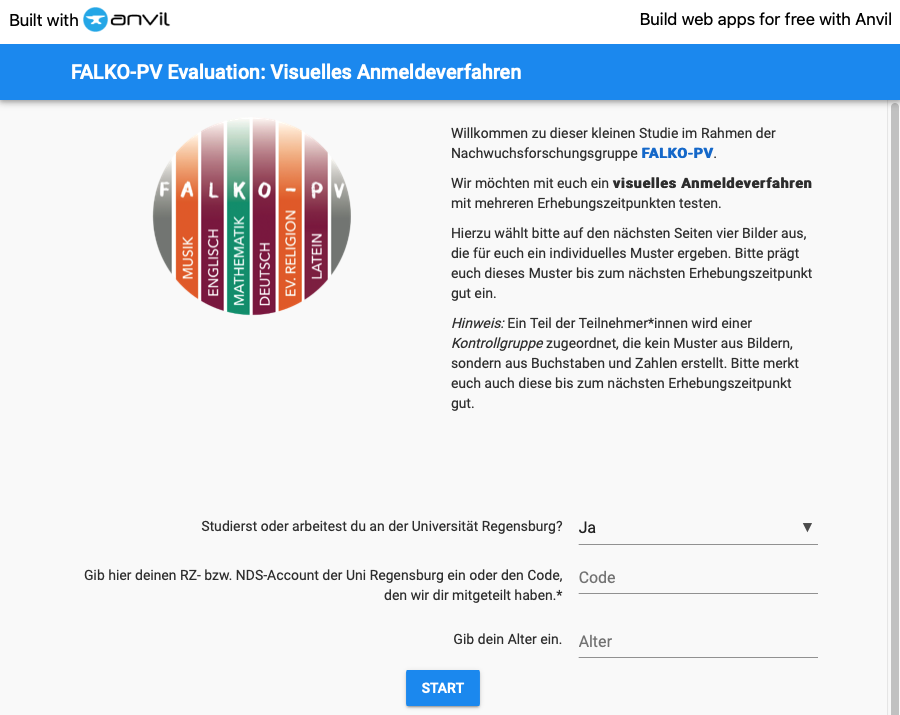 Built with anvil
Build web apps for free with Anvil
FALKO-PV Evaluation: Visuelles Anmeldeverfahren
F A L K O - P V
MUSIK
ENGLISCH
MATHEMATIK
DEUTSCH
EV. RELIGION
LATEIN
Willkommen zu dieser kleinen Studie im Rahmen der
Nachwuchsforschungsgruppe FALKO-PV.
Wir möchten mit euch ein visuelles Anmeldeverfahren
mit mehreren Erhebungszeitpunkten testen.
Hierzu wählt bitte auf den nächsten Seiten vier Bilder aus,
die für euch ein individuelles Muster ergeben. Bitte prägt
euch dieses Muster bis zum nächsten Erhebungszeitpunkt
gut ein.
Hinweis: Ein Teil der Teilnehmer*innen wird einer
Kontrollgruppe zugeordnet, die kein Muster aus Bildern,
sondern aus Buchstaben und Zahlen erstellt. Bitte merkt
euch auch diese bis zum nächsten Erhebungszeitpunkt
gut.
Studierst oder arbeitest du an der Universität Regensburg?
Ja
Gib hier deinen RZ- bzw. NDS-Account der Uni Regensburg ein oder den Code,
den wir dir mitgeteilt haben.*
Code
Gib dein Alter ein.
Alter
START